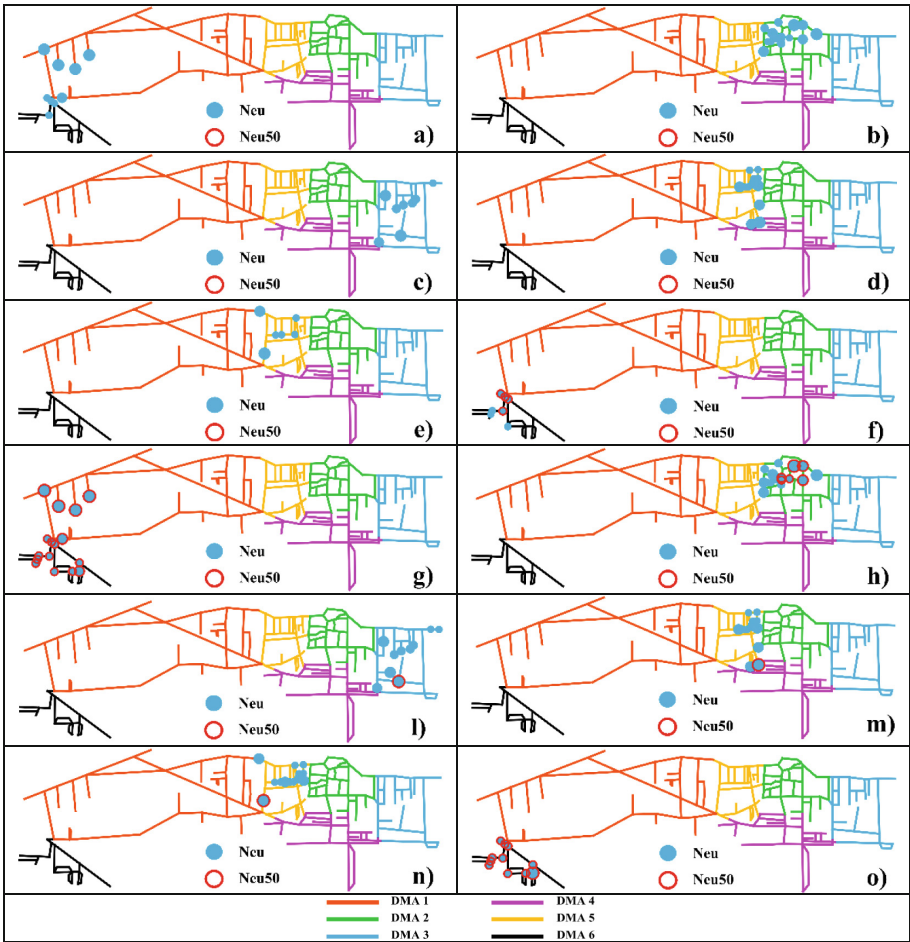 Neu
Neu50
a)
Neu
Neu50
b)
Neu
Neu50
c)
Neu
Neu50
d)
Neu
Neu50
e)
Neu
Neu50
f)
Neu
Neu50
g)
Neu
Neu50
h)
Neu
Neu50
l)
Neu
Neu50
m)
Neu
Neu50
n)
Neu
Neu50
o)
DMA 1
DMA 4
DMA 2
DMA 5
DMA 3
DMA 6